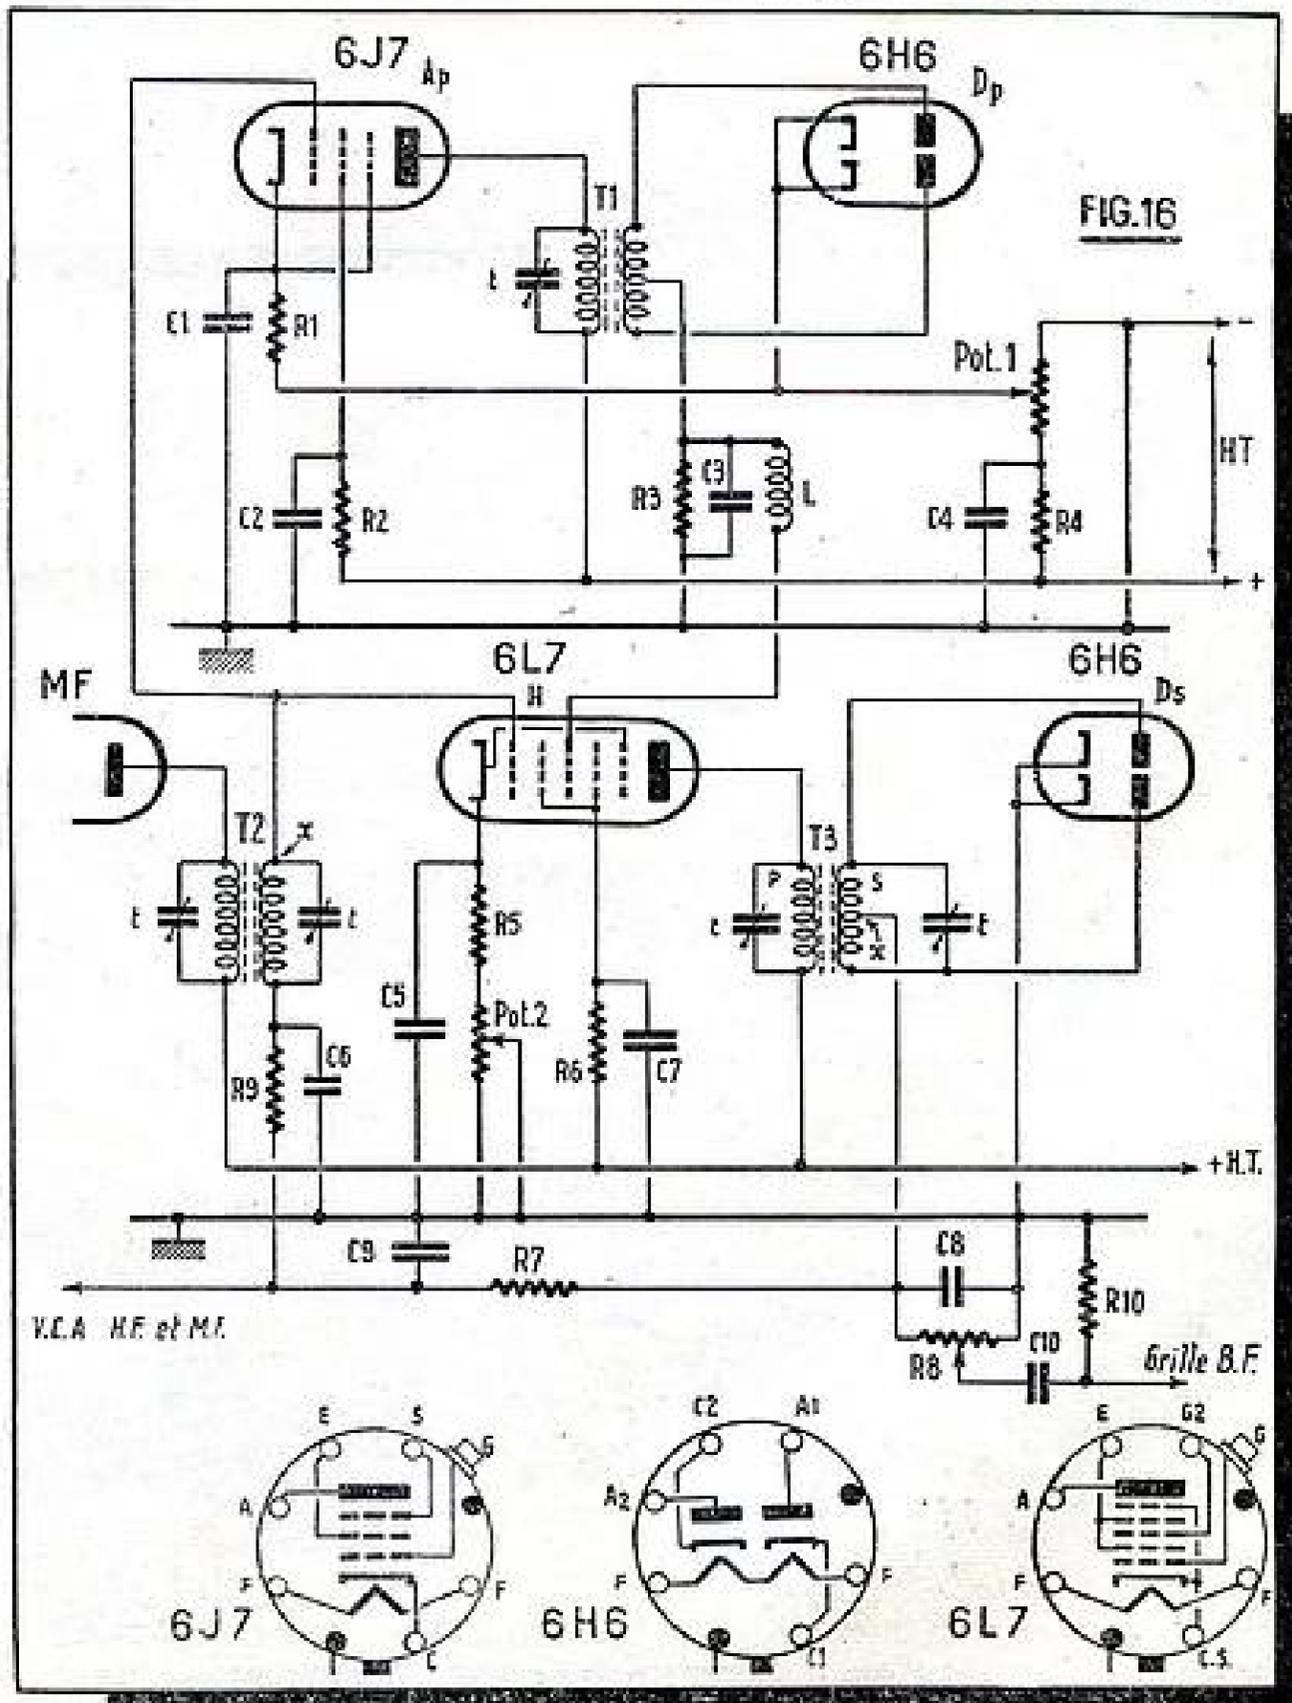 6J7 Ap
6H6 Dp
FIG.16
T1
t
C1
R1
Pot.1
-
HT
C2
R2
R3
C3
L
C4
R4
+
MF
6L7
H
6H6
Ds
T2
x
t
t
R5
C5
Pot.2
R6
C7
R9
C6
T3
P
S
t
x
t
+H.T.
C9
R7
C8
R10
V.C.A H.F. et M.F.
R8
C10
Grille B.F.
E
S
G
A
F
F
C
6J7
C2
A1
A2
F
F
C1
6H6
E
G2
G
A
F
F
C.S.
6L7